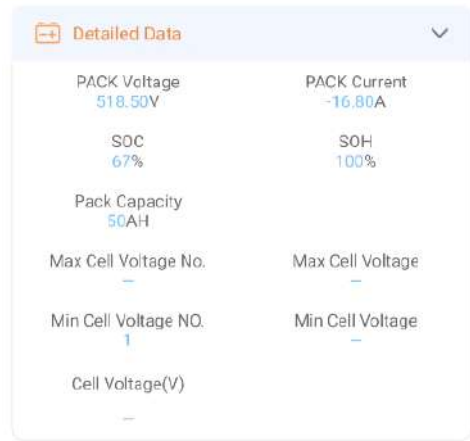 Detailed Data
PACK Voltage PACK Current
518.50V -16.80A
SOC SOH
67% 100%
Pack Capacity
50AH
Max Cell Voltage No. Max Cell Voltage
— —
Min Cell Voltage NO. Min Cell Voltage
1 —
Cell Voltage(V)
—